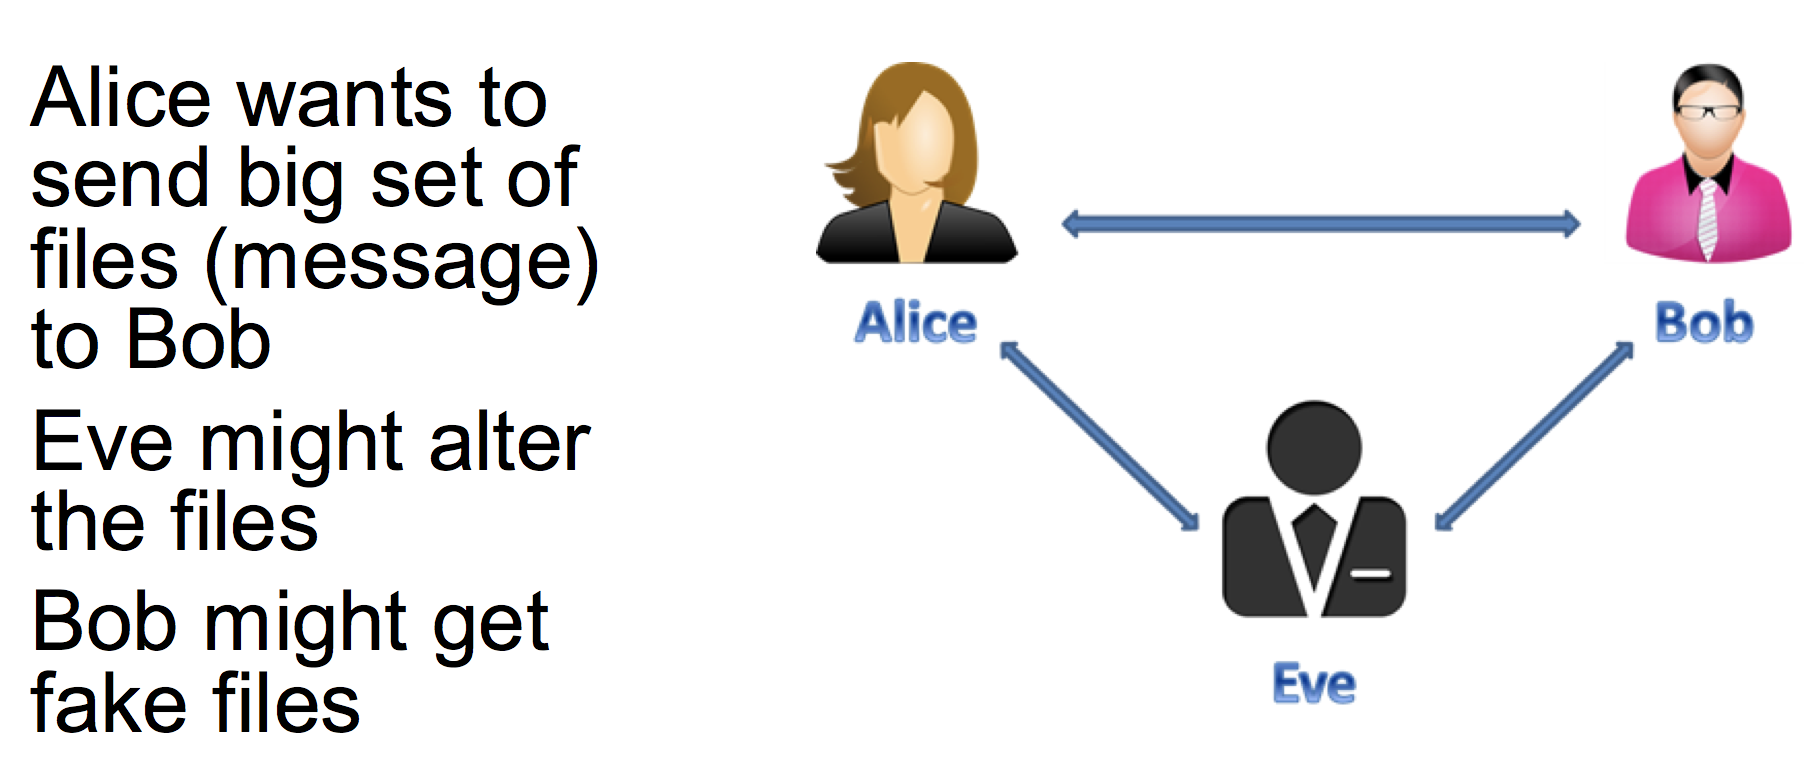 Alice wants to
send big set of
files (message)
to Bob
Eve might alter
the files
Bob might get
fake files
Alice
Bob
Eve